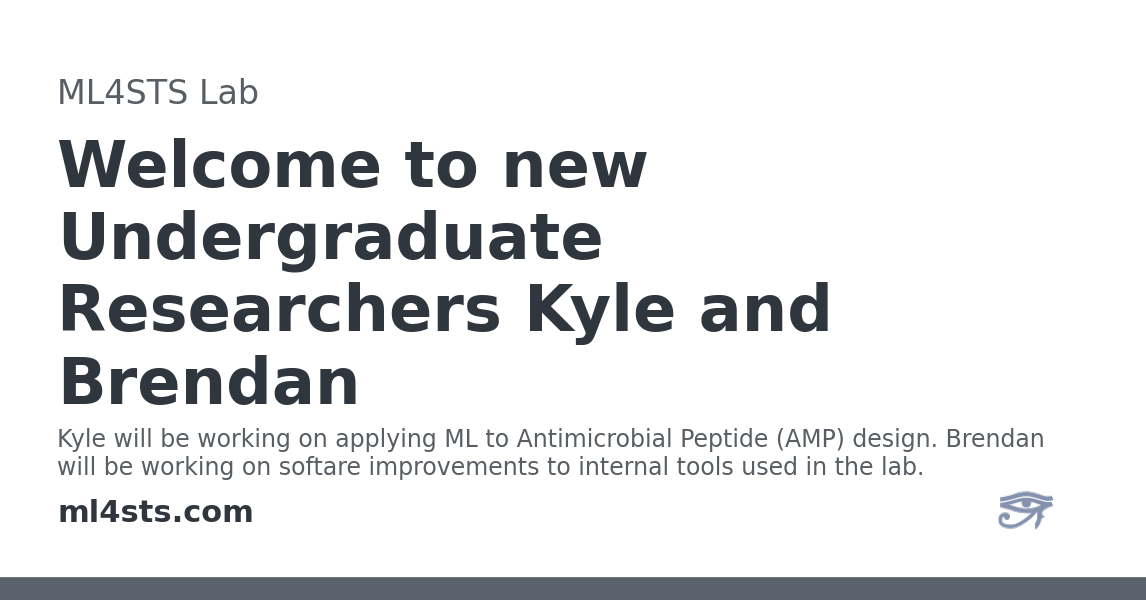 ML4STS Lab
Welcome to new
Undergraduate
Researchers Kyle and
Brendan
Kyle will be working on applying ML to Antimicrobial Peptide (AMP) design. Brendan
will be working on softare improvements to internal tools used in the lab.
ml4sts.com